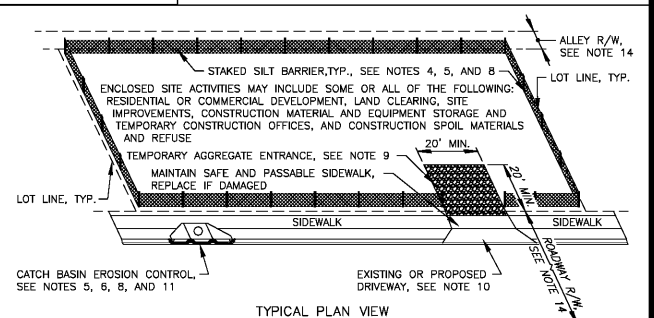 ALLEY R/W,
SEE NOTE 14
STAKED SILT BARRIER,TYP., SEE NOTES 4, 5, AND 8
LOT LINE, TYP.
ENCLOSED SITE ACTIVITIES MAY INCLUDE SOME OR ALL OF THE FOLLOWING:
RESIDENTIAL OR COMMERCIAL DEVELOPMENT, LAND CLEARING, SITE
IMPROVEMENTS, CONSTRUCTION MATERIAL AND EQUIPMENT STORAGE AND
TEMPORARY CONSTRUCTION OFFICES, AND CONSTRUCTION SPOIL MATERIALS
AND REFUSE
20' MIN.
TEMPORARY AGGREGATE ENTRANCE, SEE NOTE 9
20' MIN.
MAINTAIN SAFE AND PASSABLE SIDEWALK,
REPLACE IF DAMAGED
LOT LINE, TYP.
SIDEWALK
SIDEWALK
ROADWAY R/W,
SEE NOTE 14
CATCH BASIN EROSION CONTROL,
SEE NOTES 5, 6, 8, AND 11
EXISTING OR PROPOSED
DRIVEWAY, SEE NOTE 10
TYPICAL PLAN VIEW